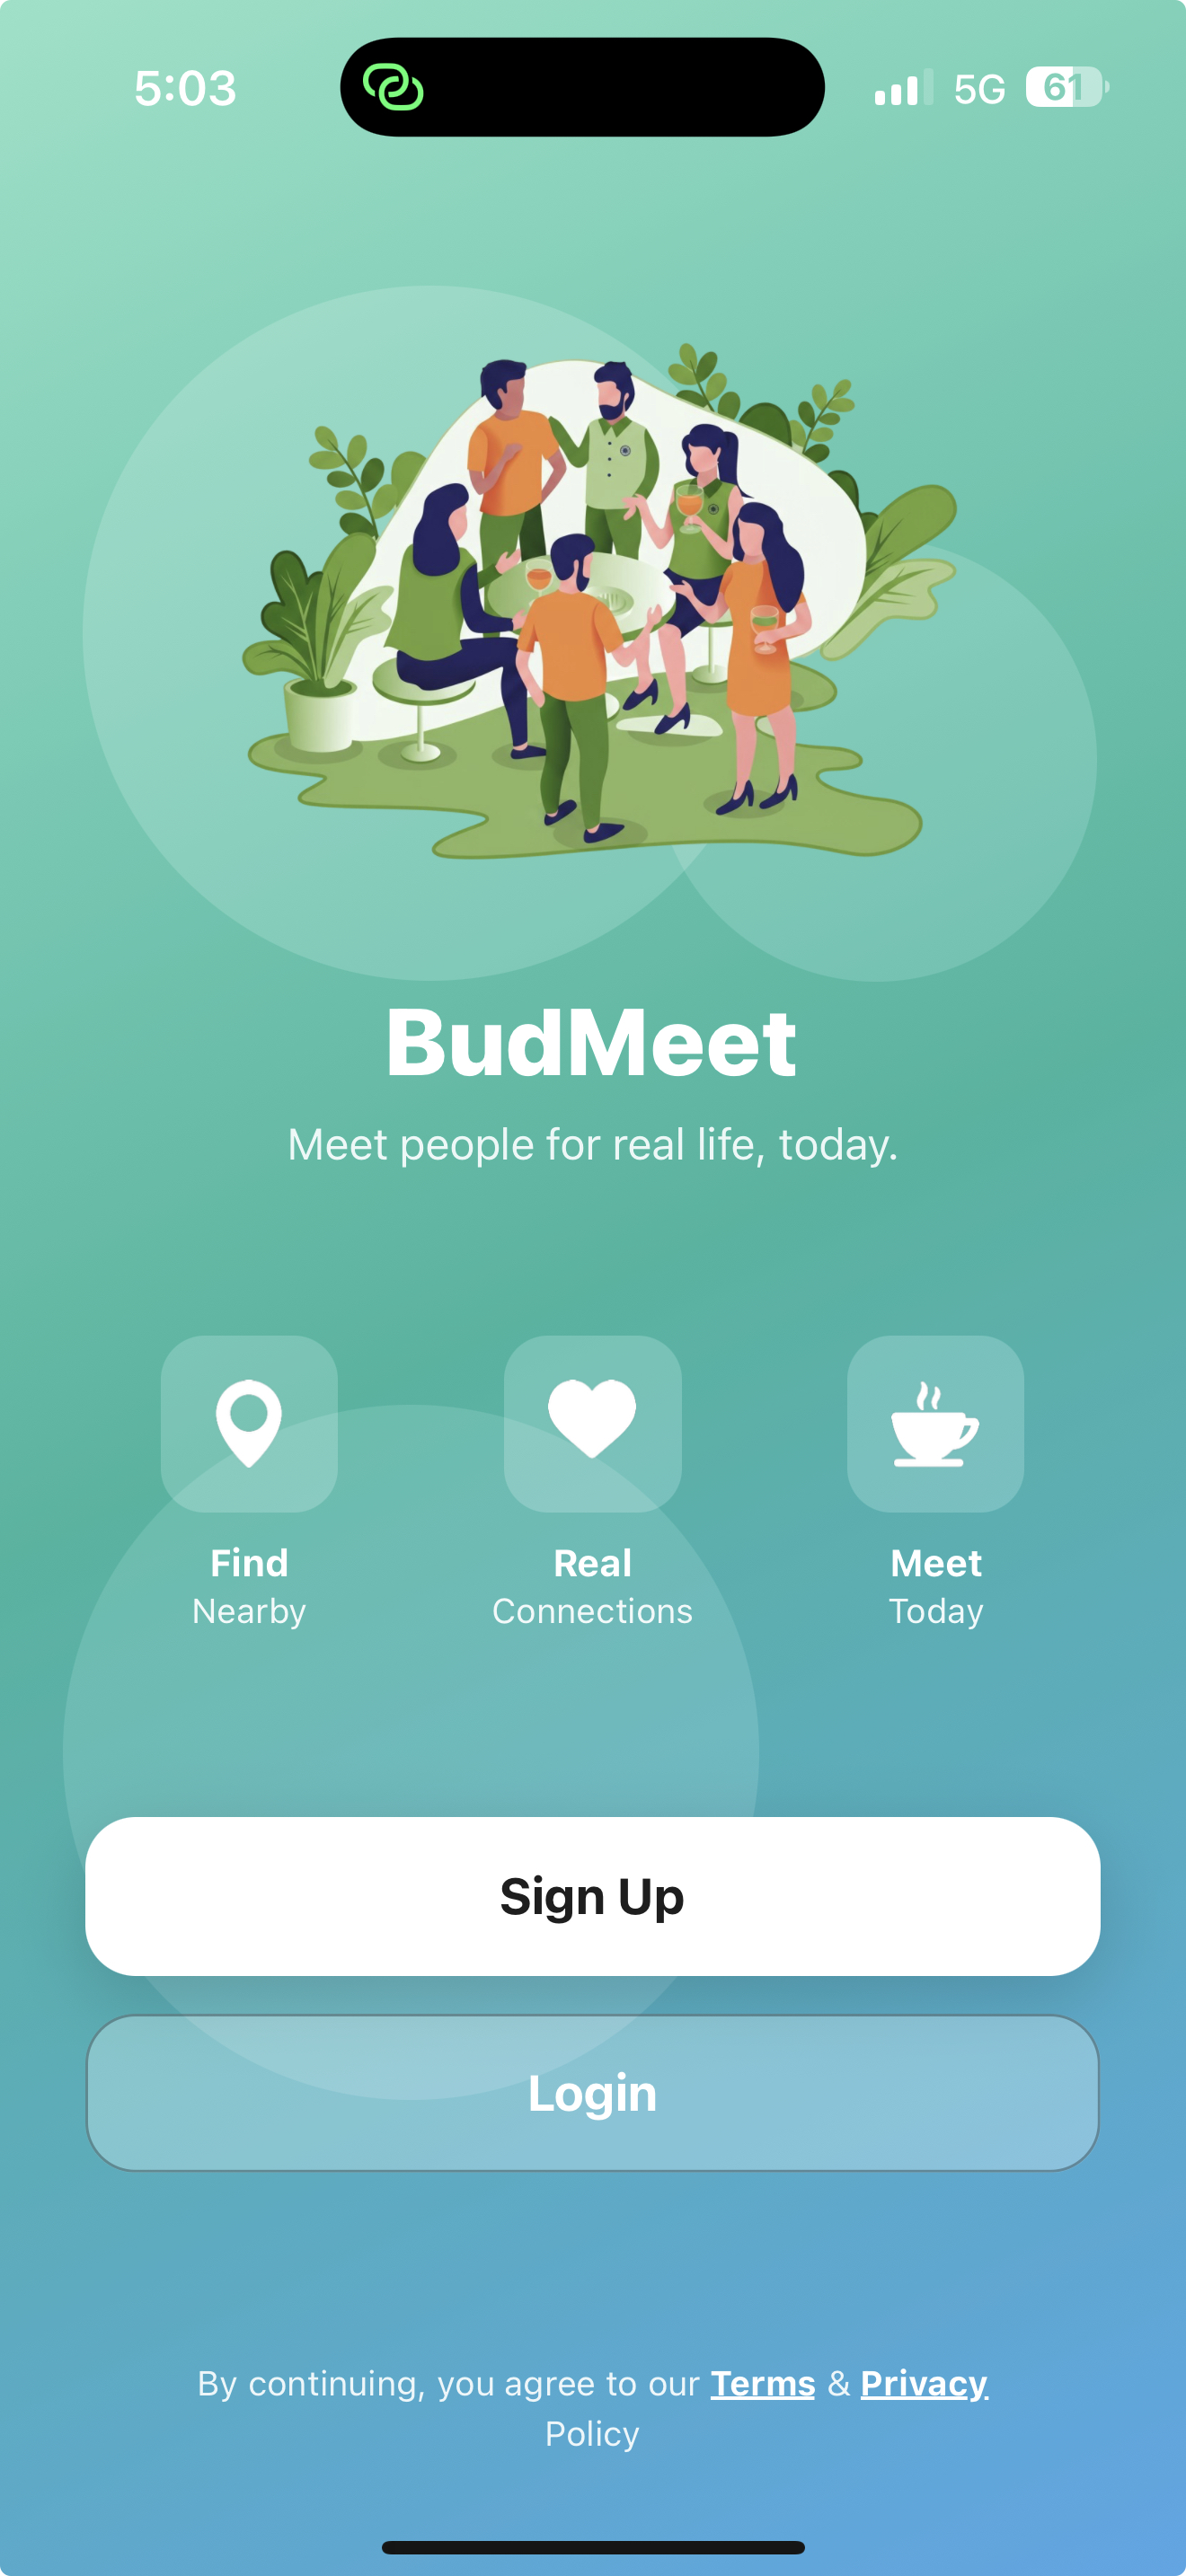 5:03 5G 61
BudMeet
Meet people for real life, today.
Find Real Meet
Nearby Connections Today
Sign Up
Login
By continuing, you agree to our Terms & Privacy
Policy